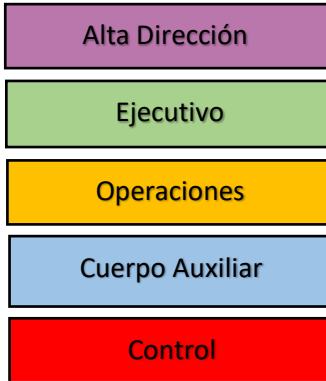 Alta Dirección
Ejecutivo
Operaciones
Cuerpo Auxiliar
Control